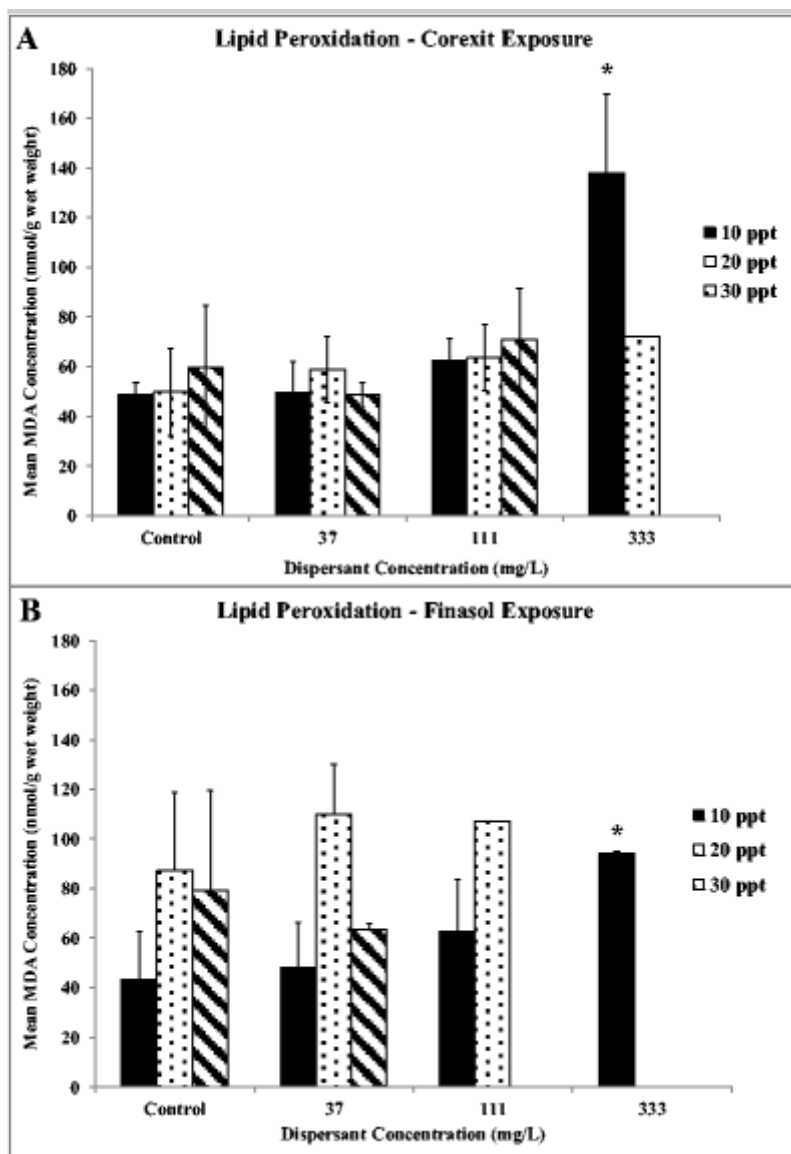 A
Lipid Peroxidation - Corexit Exposure
180
160
140
120
100
80
60
40
20
0
Mean MDA Concentration (nmol/g wet weight)
*
10 ppt
20 ppt
30 ppt
Control 37 111 333
Dispersant Concentration (mg/L)
B
Lipid Peroxidation - Finasol Exposure
180
160
140
120
100
80
60
40
20
0
Mean MDA Concentration (nmol/g wet weight)
*
10 ppt
20 ppt
30 ppt
Control 37 111 333
Dispersant Concentration (mg/L)